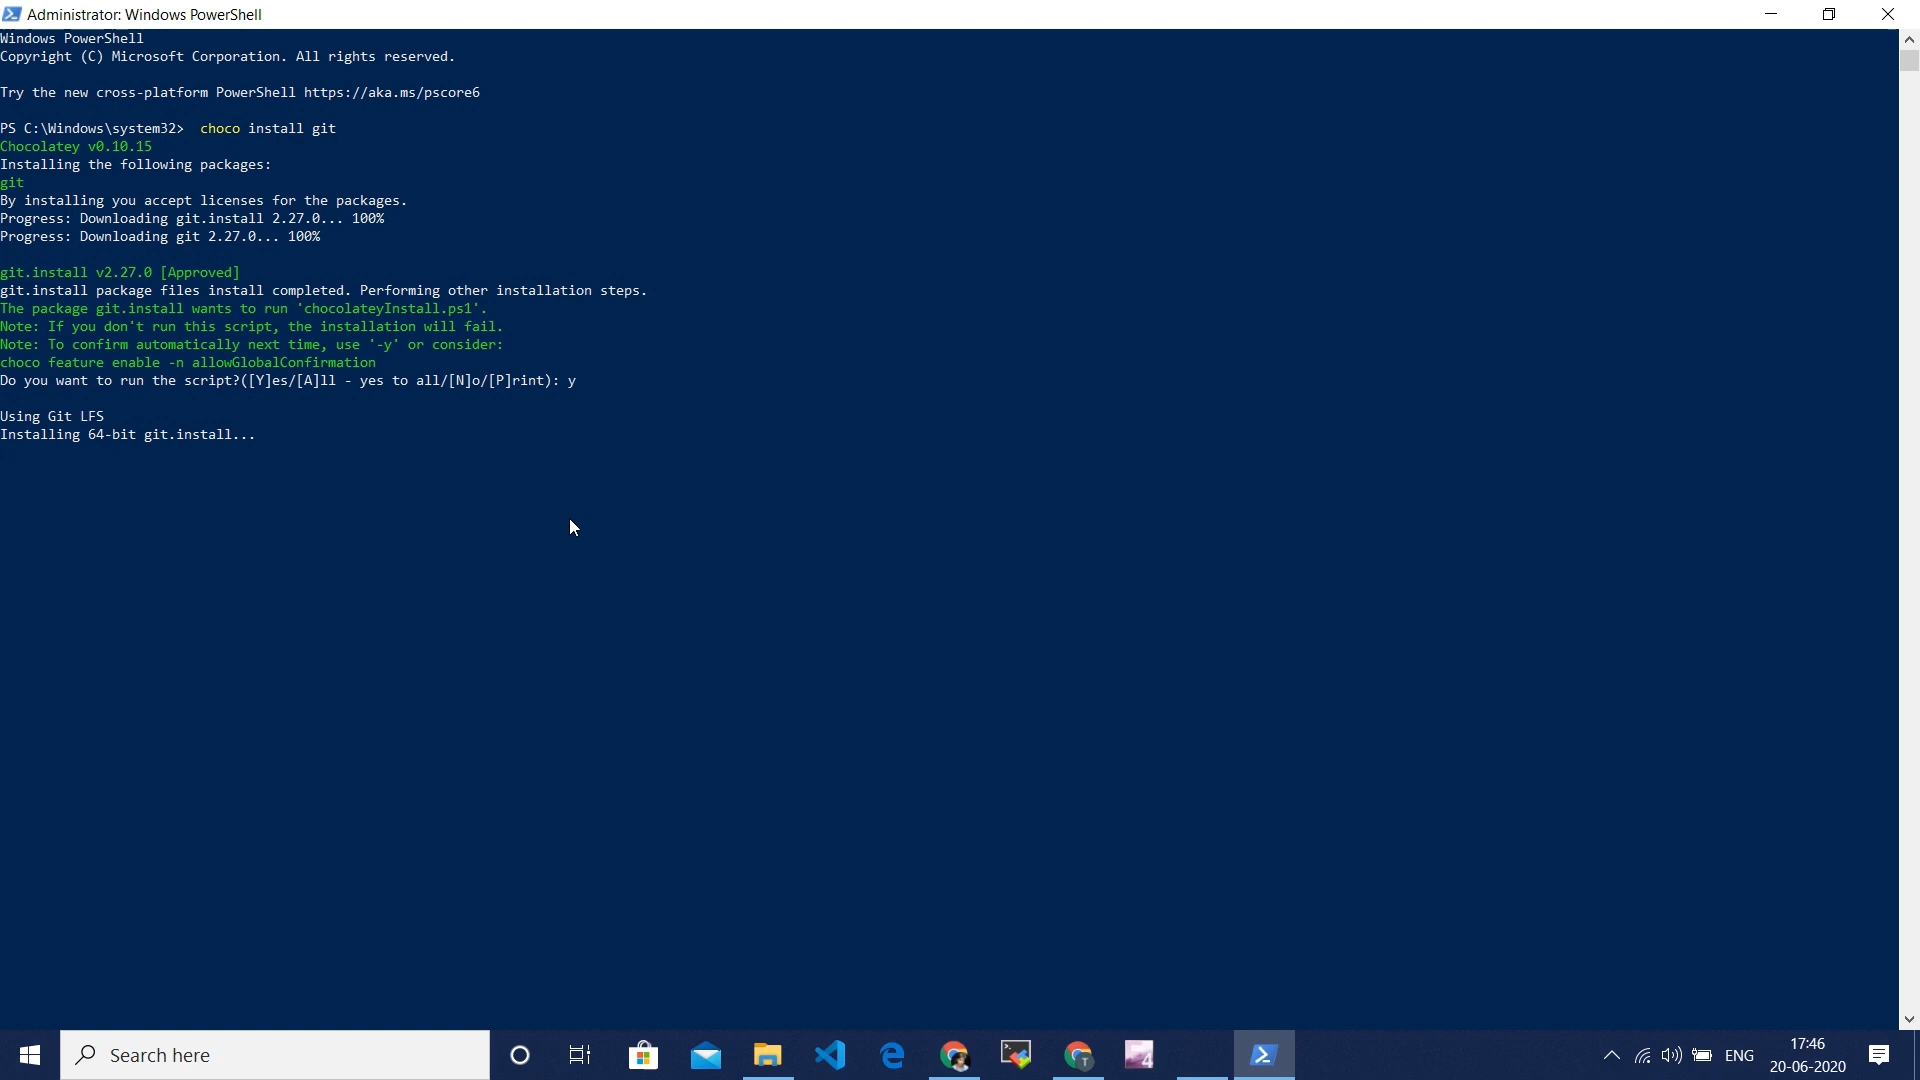 Administrator: Windows PowerShell
Windows PowerShell
Copyright (C) Microsoft Corporation. All rights reserved.
Try the new cross-platform PowerShell https://aka.ms/pscore6
PS C:\Windows\system32>  choco install git
Chocolatey v0.10.15
Installing the following packages:
git
By installing you accept licenses for the packages.
Progress: Downloading git.install 2.27.0... 100%
Progress: Downloading git 2.27.0... 100%
git.install v2.27.0 [Approved]
git.install package files install completed. Performing other installation steps.
The package git.install wants to run 'chocolateyInstall.ps1'.
Note: If you don't run this script, the installation will fail.
Note: To confirm automatically next time, use '-y' or consider:
choco feature enable -n allowGlobalConfirmation
Do you want to run the script?([Y]es/[A]ll - yes to all/[N]o/[P]rint): y
Using Git LFS
Installing 64-bit git.install...
Search here
T
4
ENG
17:46
20-06-2020